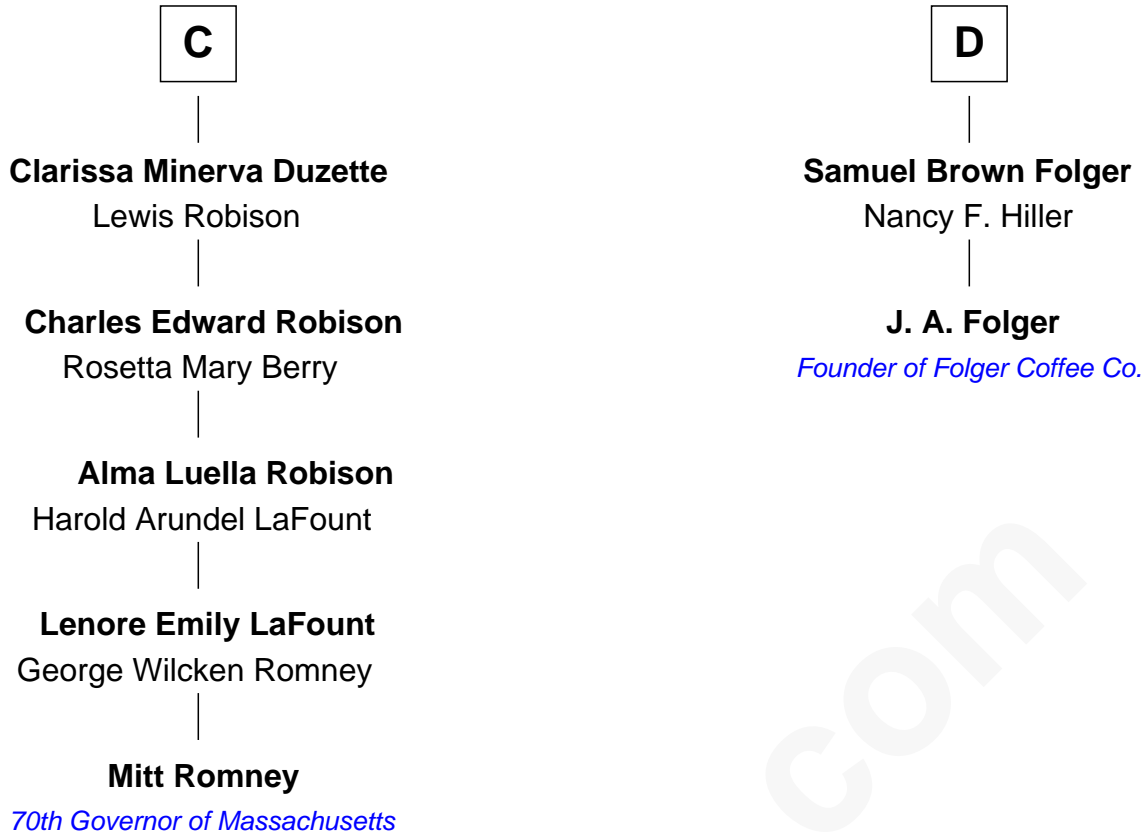 C
Clarissa Minerva Duzette
Lewis Robison
Charles Edward Robison
Rosetta Mary Berry
Alma Luella Robison
Harold Arundel LaFount
Lenore Emily LaFount
George Wilcken Romney
Mitt Romney
70th Governor of Massachusetts
D
Samuel Brown Folger
Nancy F. Hiller
J. A. Folger
Founder of Folger Coffee Co.
com